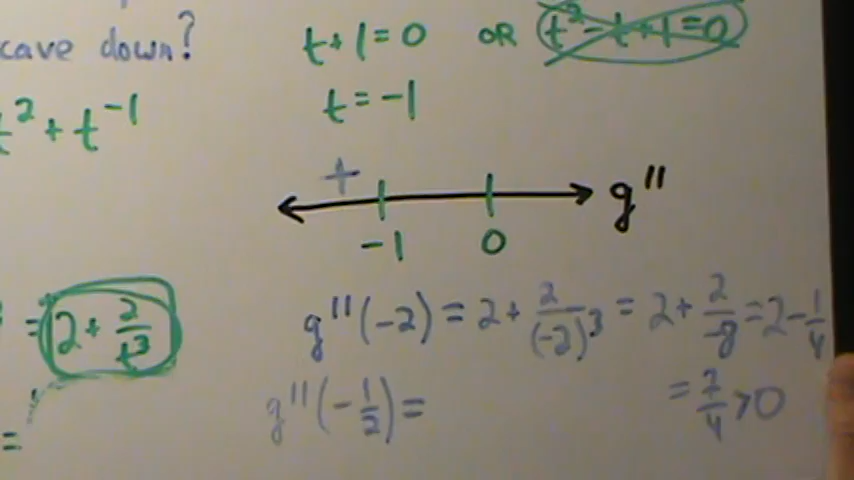 cave down?
t+1=0 OR t²-t+1=0
t=-1
t²+t⁻¹
+
g''
-1 0
=2+2/t³
g''(-2)=2+2/(-2)³=2+2/-8=2-1/4
=7/4>0
g''(-1/2)=
=